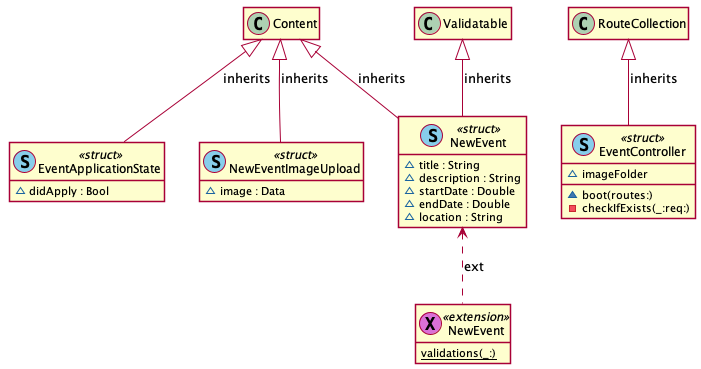 C Content
C Validatable
C RouteCollection
inherits
inherits
inherits
inherits
inherits
S «struct»
EventApplicationState
~ didApply : Bool
S «struct»
NewEventImageUpload
~ image : Data
S «struct»
NewEvent
~ title : String
~ description : String
~ startDate : Double
~ endDate : Double
~ location : String
S «struct»
EventController
~ imageFolder
boot(routes:)
checkIfExists(_:req:)
ext
X «extension»
NewEvent
validations(_:)